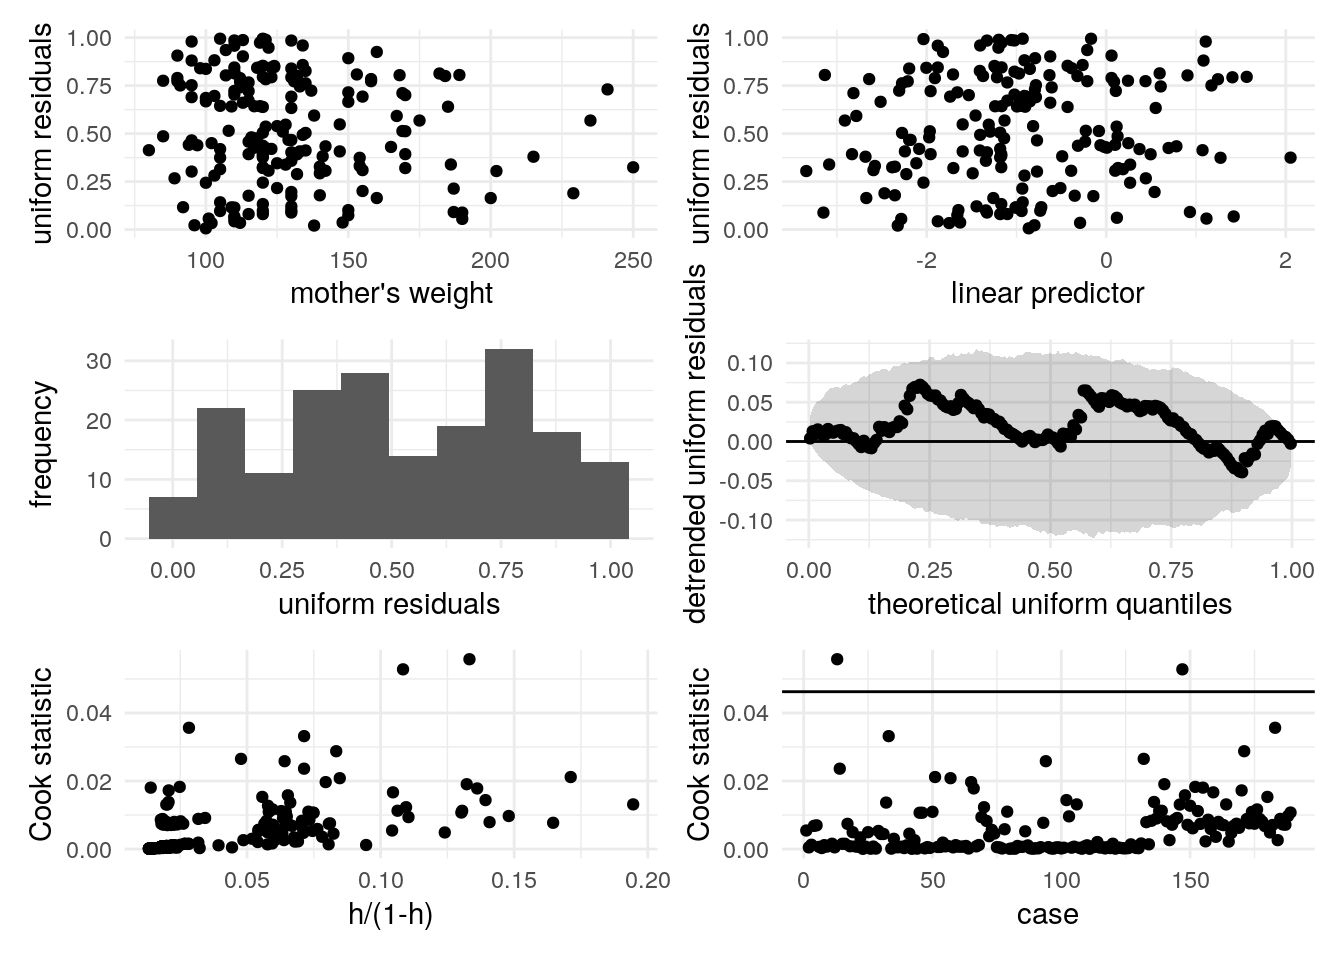 uniform residuals
1.00
0.75
0.50
0.25
0.00
100 150 200 250
mother's weight
uniform residuals
1.00
0.75
0.50
0.25
0.00
-2 0 2
linear predictor
frequency
30
20
10
0
0.00 0.25 0.50 0.75 1.00
uniform residuals
detrended uniform residuals
0.10
0.05
0.00
-0.05
-0.10
0.00 0.25 0.50 0.75 1.00
theoretical uniform quantiles
Cook statistic
0.04
0.02
0.00
0.05 0.10 0.15 0.20
h/(1-h)
Cook statistic
0.04
0.02
0.00
0 50 100 150
case